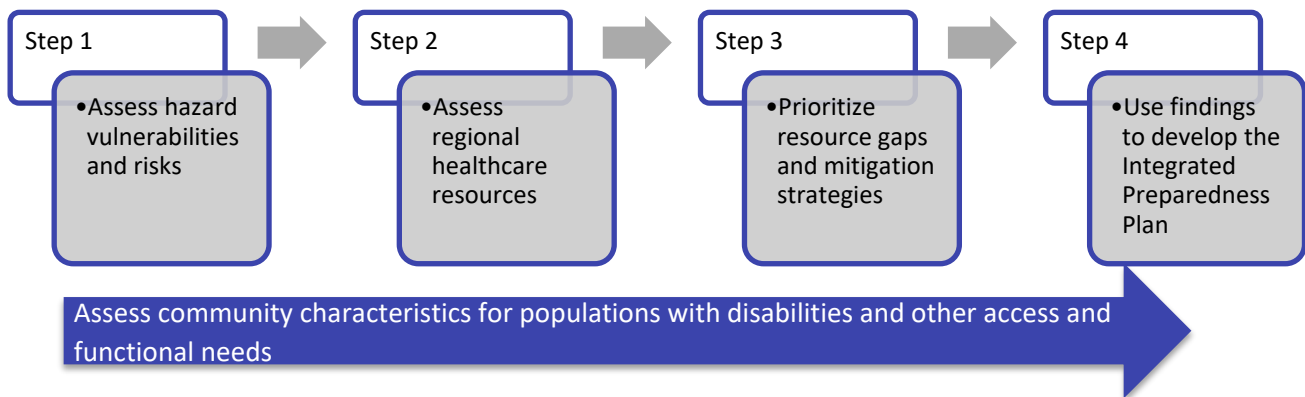 Step 1
•Assess hazard
vulnerabilities
and risks
Step 2
•Assess
regional
healthcare
resources
Step 3
•Prioritize
resource gaps
and mitigation
strategies
Step 4
•Use findings
to develop the
Integrated
Preparedness
Plan
Assess community characteristics for populations with disabilities and other access and
functional needs